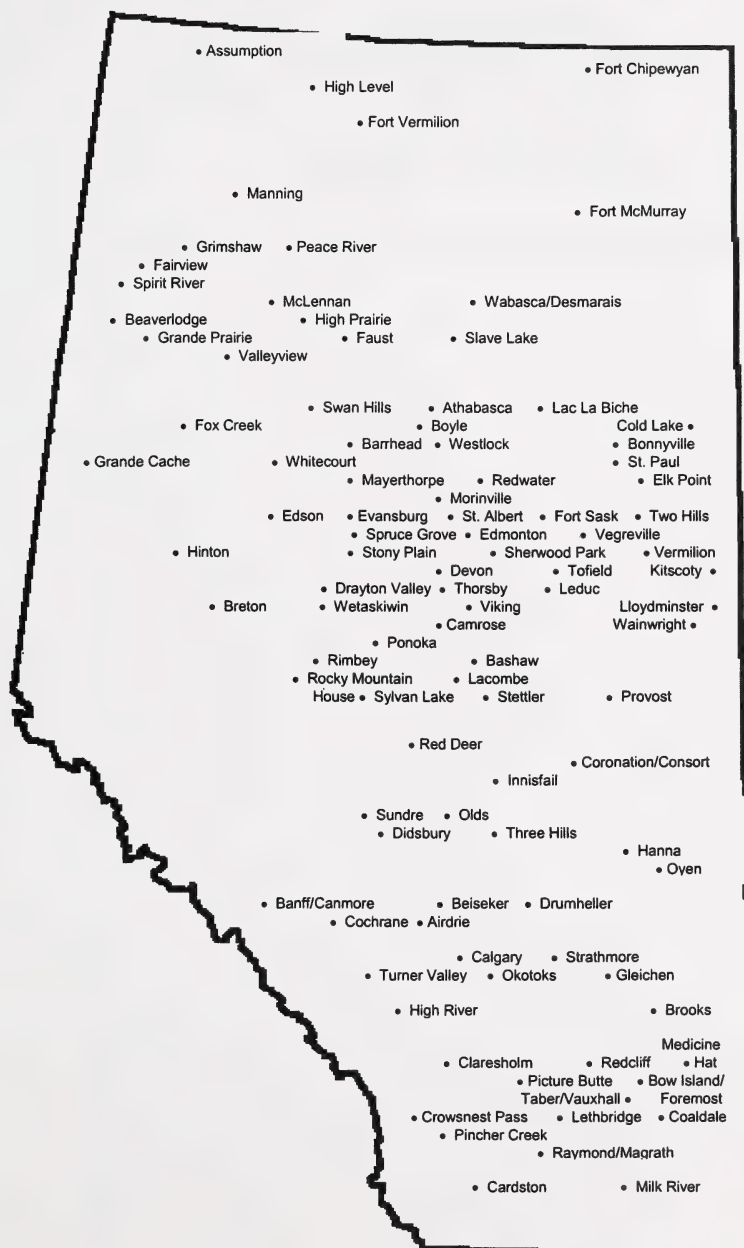 Assumption
Fort Chipewyan
High Level
Fort Vermilion
Manning
Fort McMurray
Grimshaw Peace River
Fairview
Spirit River
McLennan Wabasca/Desmarais
Beaverlodge High Prairie
Grande Prairie Faust Slave Lake
Valleyview
Swan Hills Athabasca Lac La Biche
Fox Creek Boyle Cold Lake
Barrhead Westlock Bonnyville
Grande Cache Whitecourt St. Paul
Mayerthorpe Redwater Elk Point
Morinville
Edson Evansburg St. Albert Fort Sask Two Hills
Spruce Grove Edmonton Vegreville
Hinton Stony Plain Sherwood Park Vermilion
Devon Tofield Kitscoty
Drayton Valley Thorsby Leduc
Breton Wetaskiwin Viking Lloydminster
Camrose Wainwright
Ponoka
Rimbey Bashaw
Rocky Mountain Lacombe
House Sylvan Lake Stettler Provost
Red Deer
Coronation/Consort
Innisfail
Sundre Olds
Didsbury Three Hills
Hanna
Oyen
Banff/Canmore Beiseker Drumheller
Cochrane Airdrie
Calgary Strathmore
Turner Valley Okotoks Gleichen
High River Brooks
Medicine
Claresholm Redcliff Hat
Picture Butte Bow Island/
Taber/Vauxhall Foremost
Crowsnest Pass Lethbridge Coaldale
Pincher Creek
Raymond/Magrath
Cardston Milk River